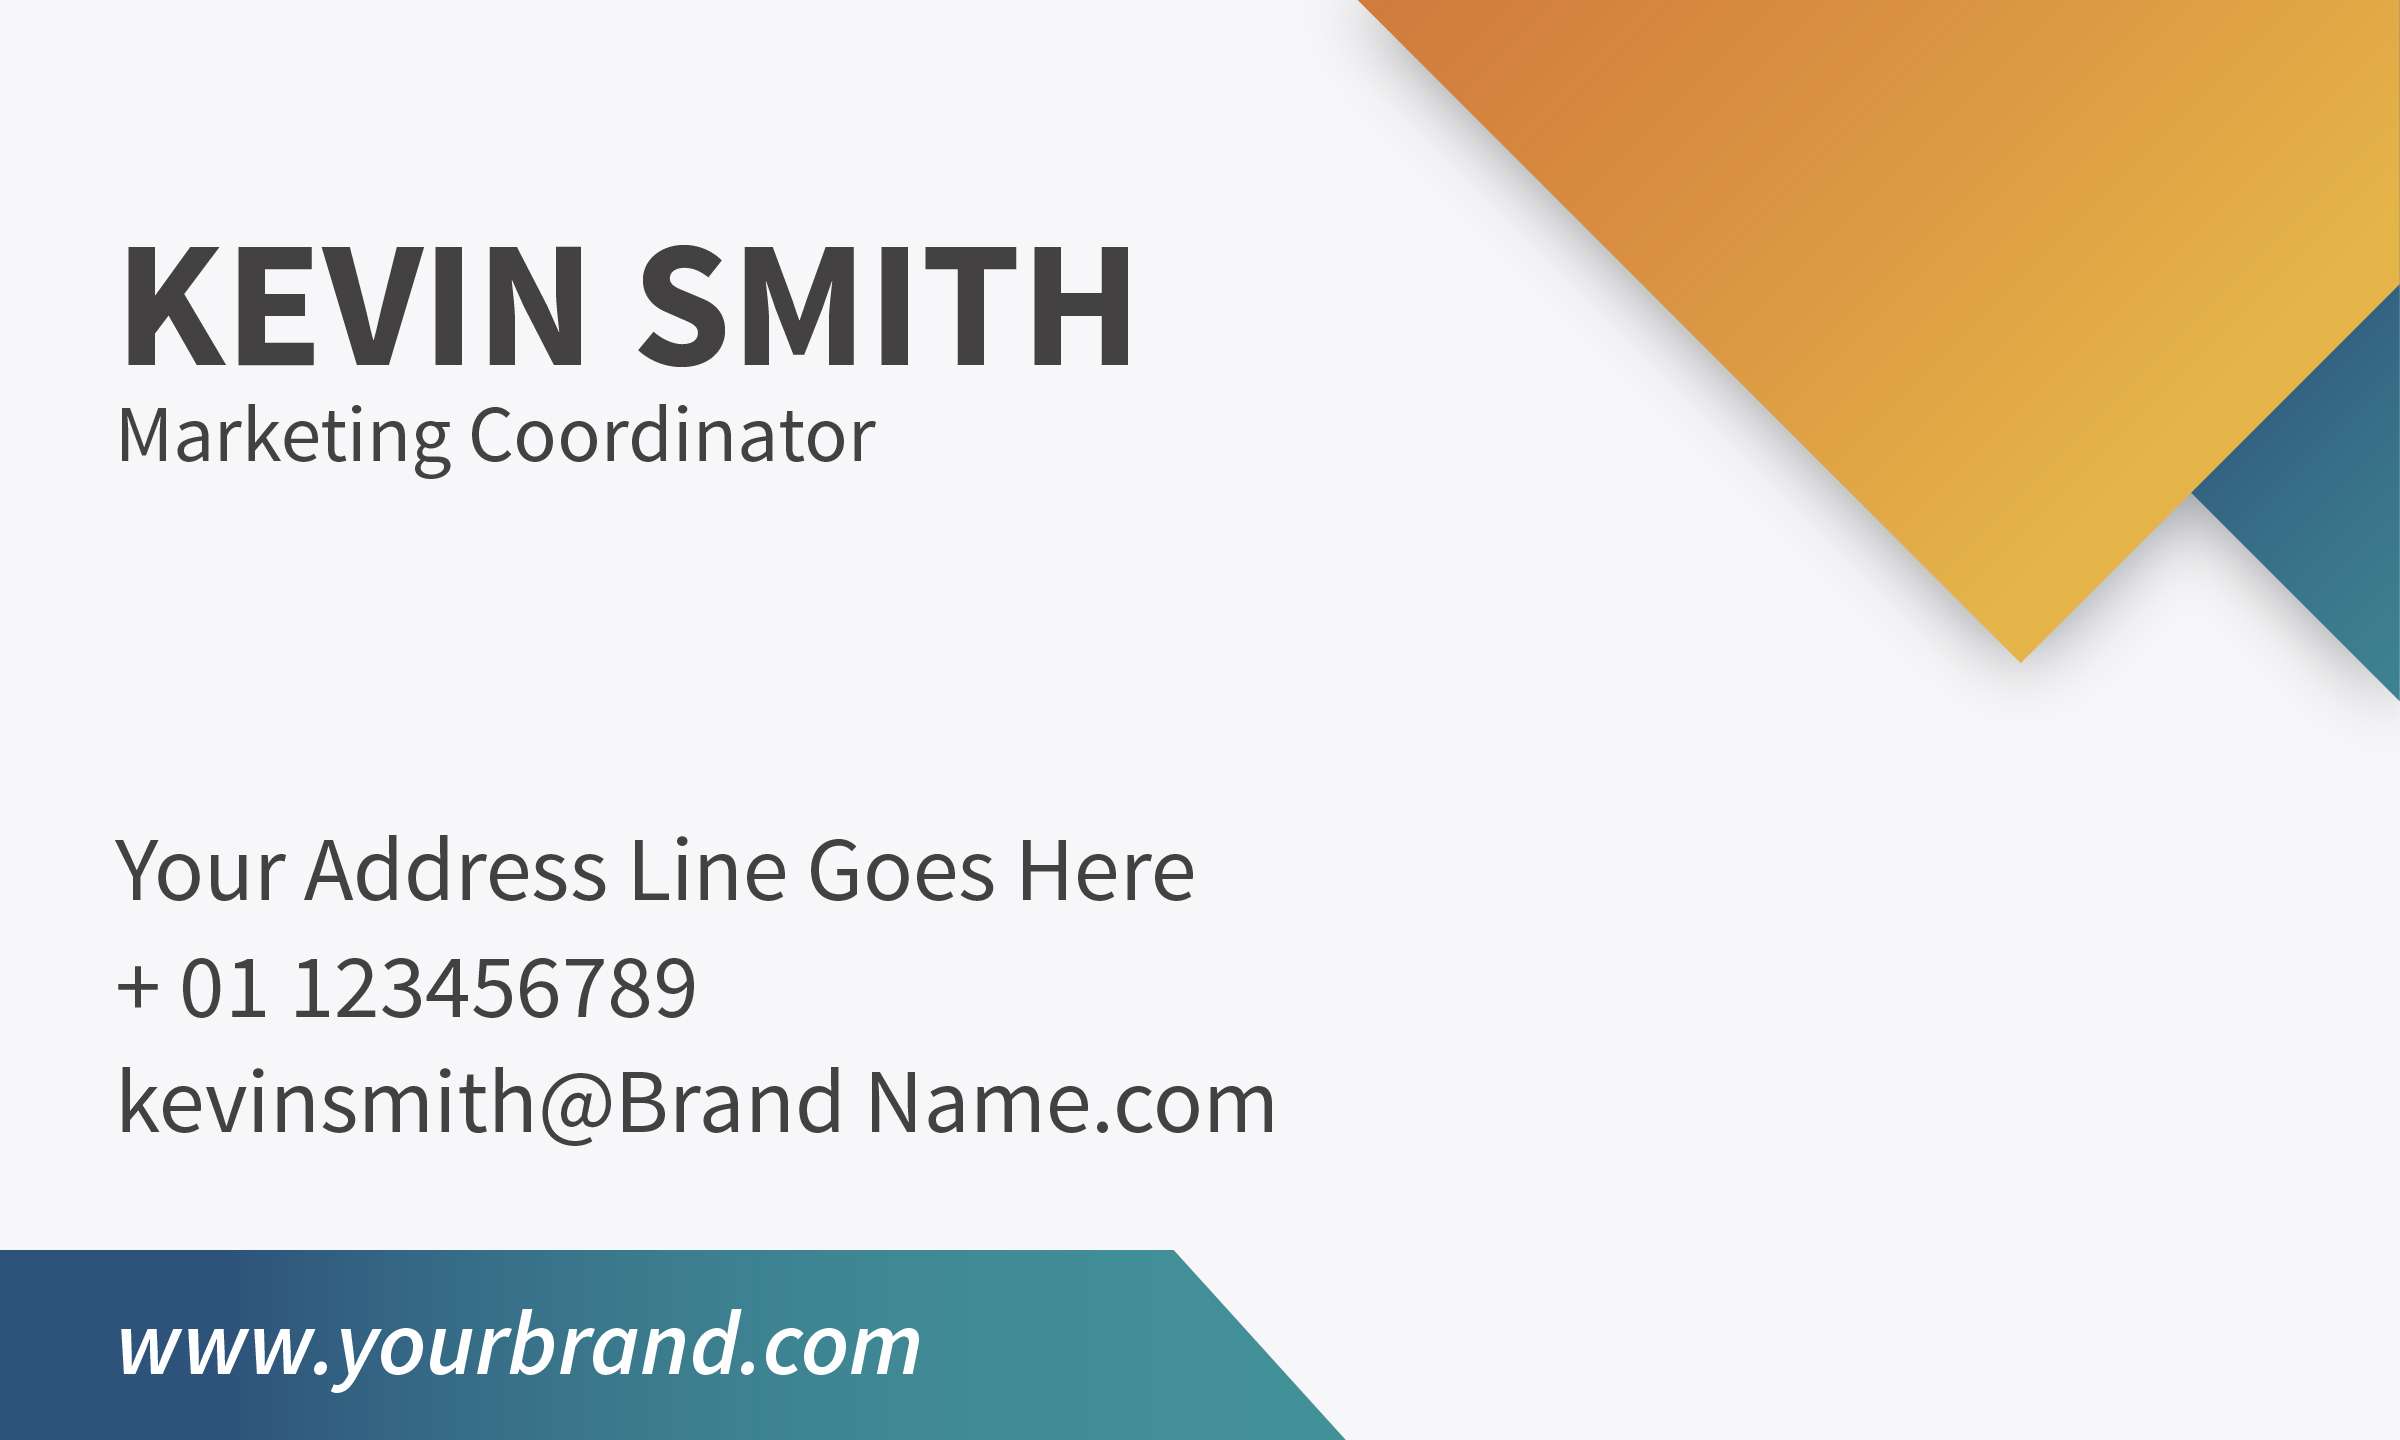 KEVIN SMITH
Marketing Coordinator
Your Address Line Goes Here
+ 01 123456789
kevinsmith@Brand Name.com
www.yourbrand.com